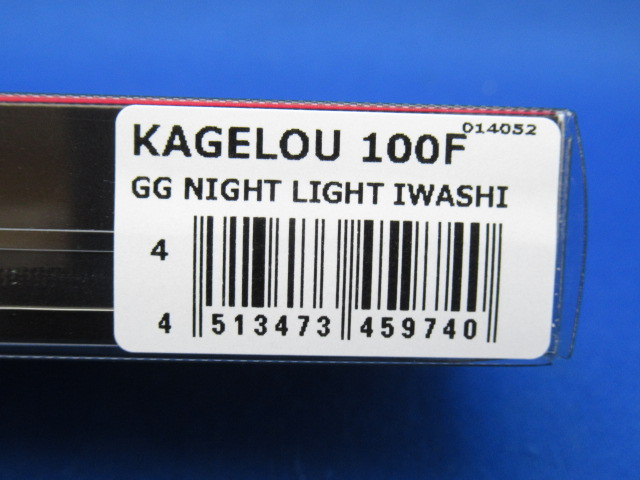 014052
KAGELOU 100F
GG NIGHT LIGHT IWASHI
4
4 513473 459740